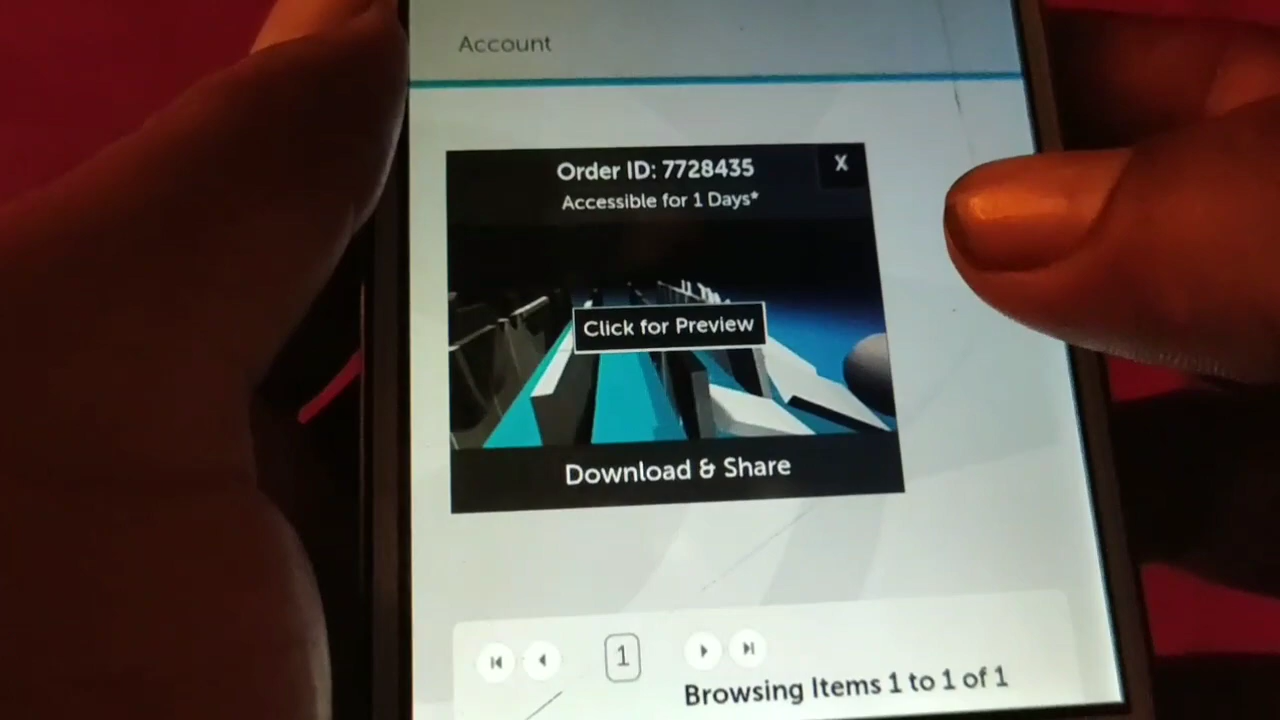 Account
Order ID: 7728435
X
Accessible for 1 Days*
Click for Preview
Download & Share
1
Browsing Items 1 to 1 of 1